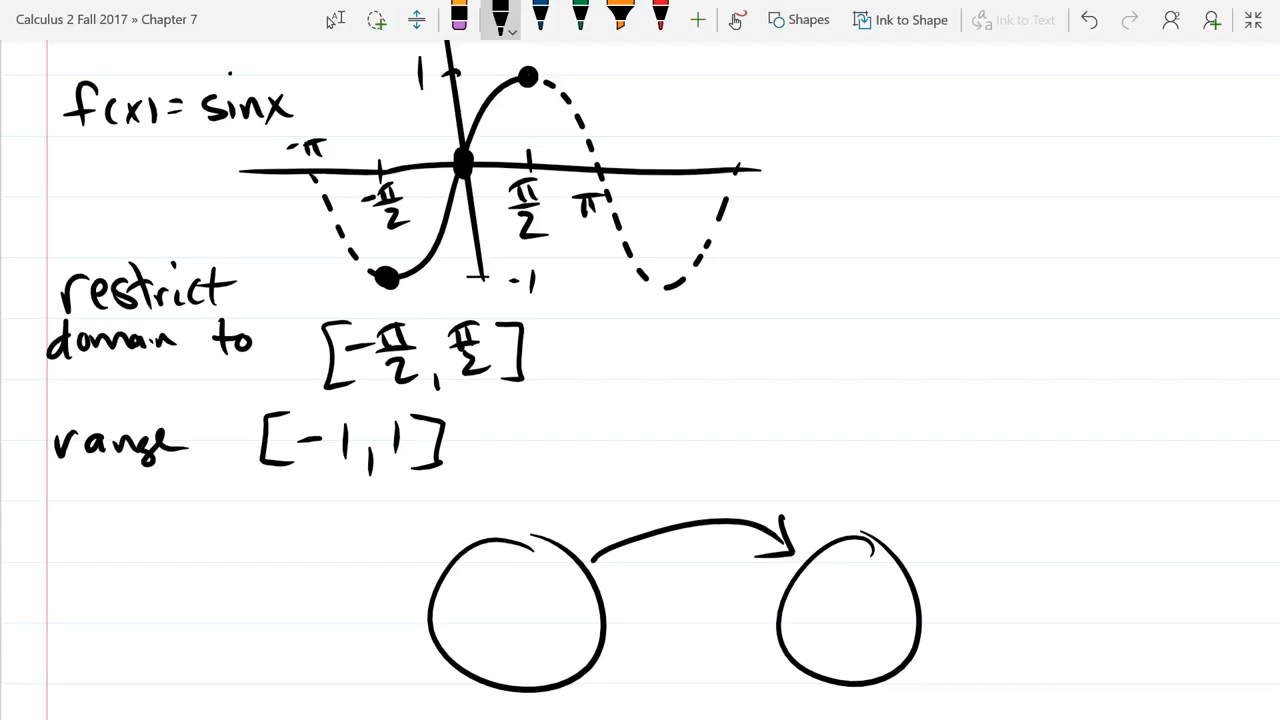 Calculus 2 Fall 2017 » Chapter 7
Shapes
Ink to Shape
Ink to Text
f(x) = sinx
1
-π
-π/2
π/2
π
-1
restrict
domain to [-π/2, π/2]
range [-1, 1]